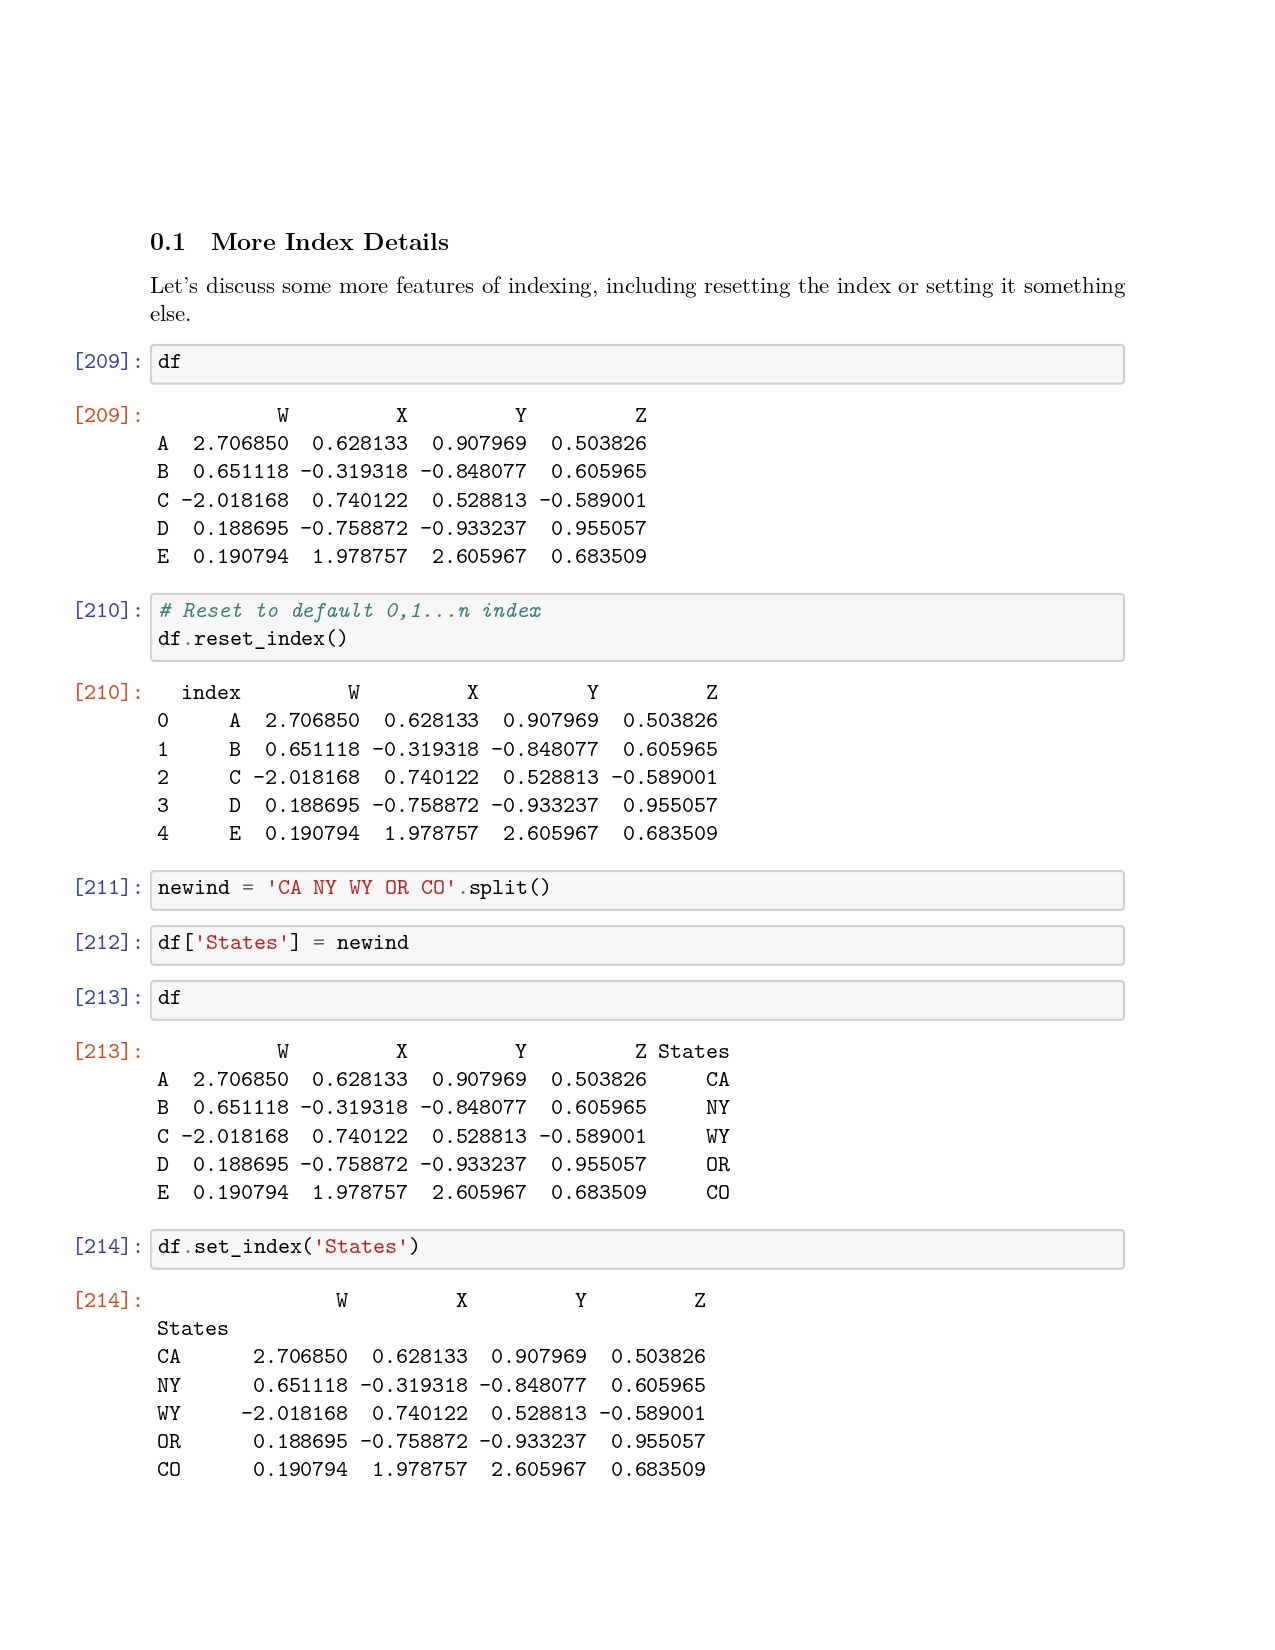 0.1 More Index Details
Let's discuss some more features of indexing, including resetting the index or setting it something
else.
[209]: df
[209]:           W         X         Y         Z
A  2.706850  0.628133  0.907969  0.503826
B  0.651118 -0.319318 -0.848077  0.605965
C -2.018168  0.740122  0.528813 -0.589001
D  0.188695 -0.758872 -0.933237  0.955057
E  0.190794  1.978757  2.605967  0.683509
[210]: # Reset to default 0,1...n index
df.reset_index()
[210]:   index         W         X         Y         Z
0     A  2.706850  0.628133  0.907969  0.503826
1     B  0.651118 -0.319318 -0.848077  0.605965
2     C -2.018168  0.740122  0.528813 -0.589001
3     D  0.188695 -0.758872 -0.933237  0.955057
4     E  0.190794  1.978757  2.605967  0.683509
[211]: newind = 'CA NY WY OR CO'.split()
[212]: df['States'] = newind
[213]: df
[213]:           W         X         Y         Z States
A  2.706850  0.628133  0.907969  0.503826     CA
B  0.651118 -0.319318 -0.848077  0.605965     NY
C -2.018168  0.740122  0.528813 -0.589001     WY
D  0.188695 -0.758872 -0.933237  0.955057     OR
E  0.190794  1.978757  2.605967  0.683509     CO
[214]: df.set_index('States')
[214]:                W         X         Y         Z
States
CA      2.706850  0.628133  0.907969  0.503826
NY      0.651118 -0.319318 -0.848077  0.605965
WY     -2.018168  0.740122  0.528813 -0.589001
OR      0.188695 -0.758872 -0.933237  0.955057
CO      0.190794  1.978757  2.605967  0.683509